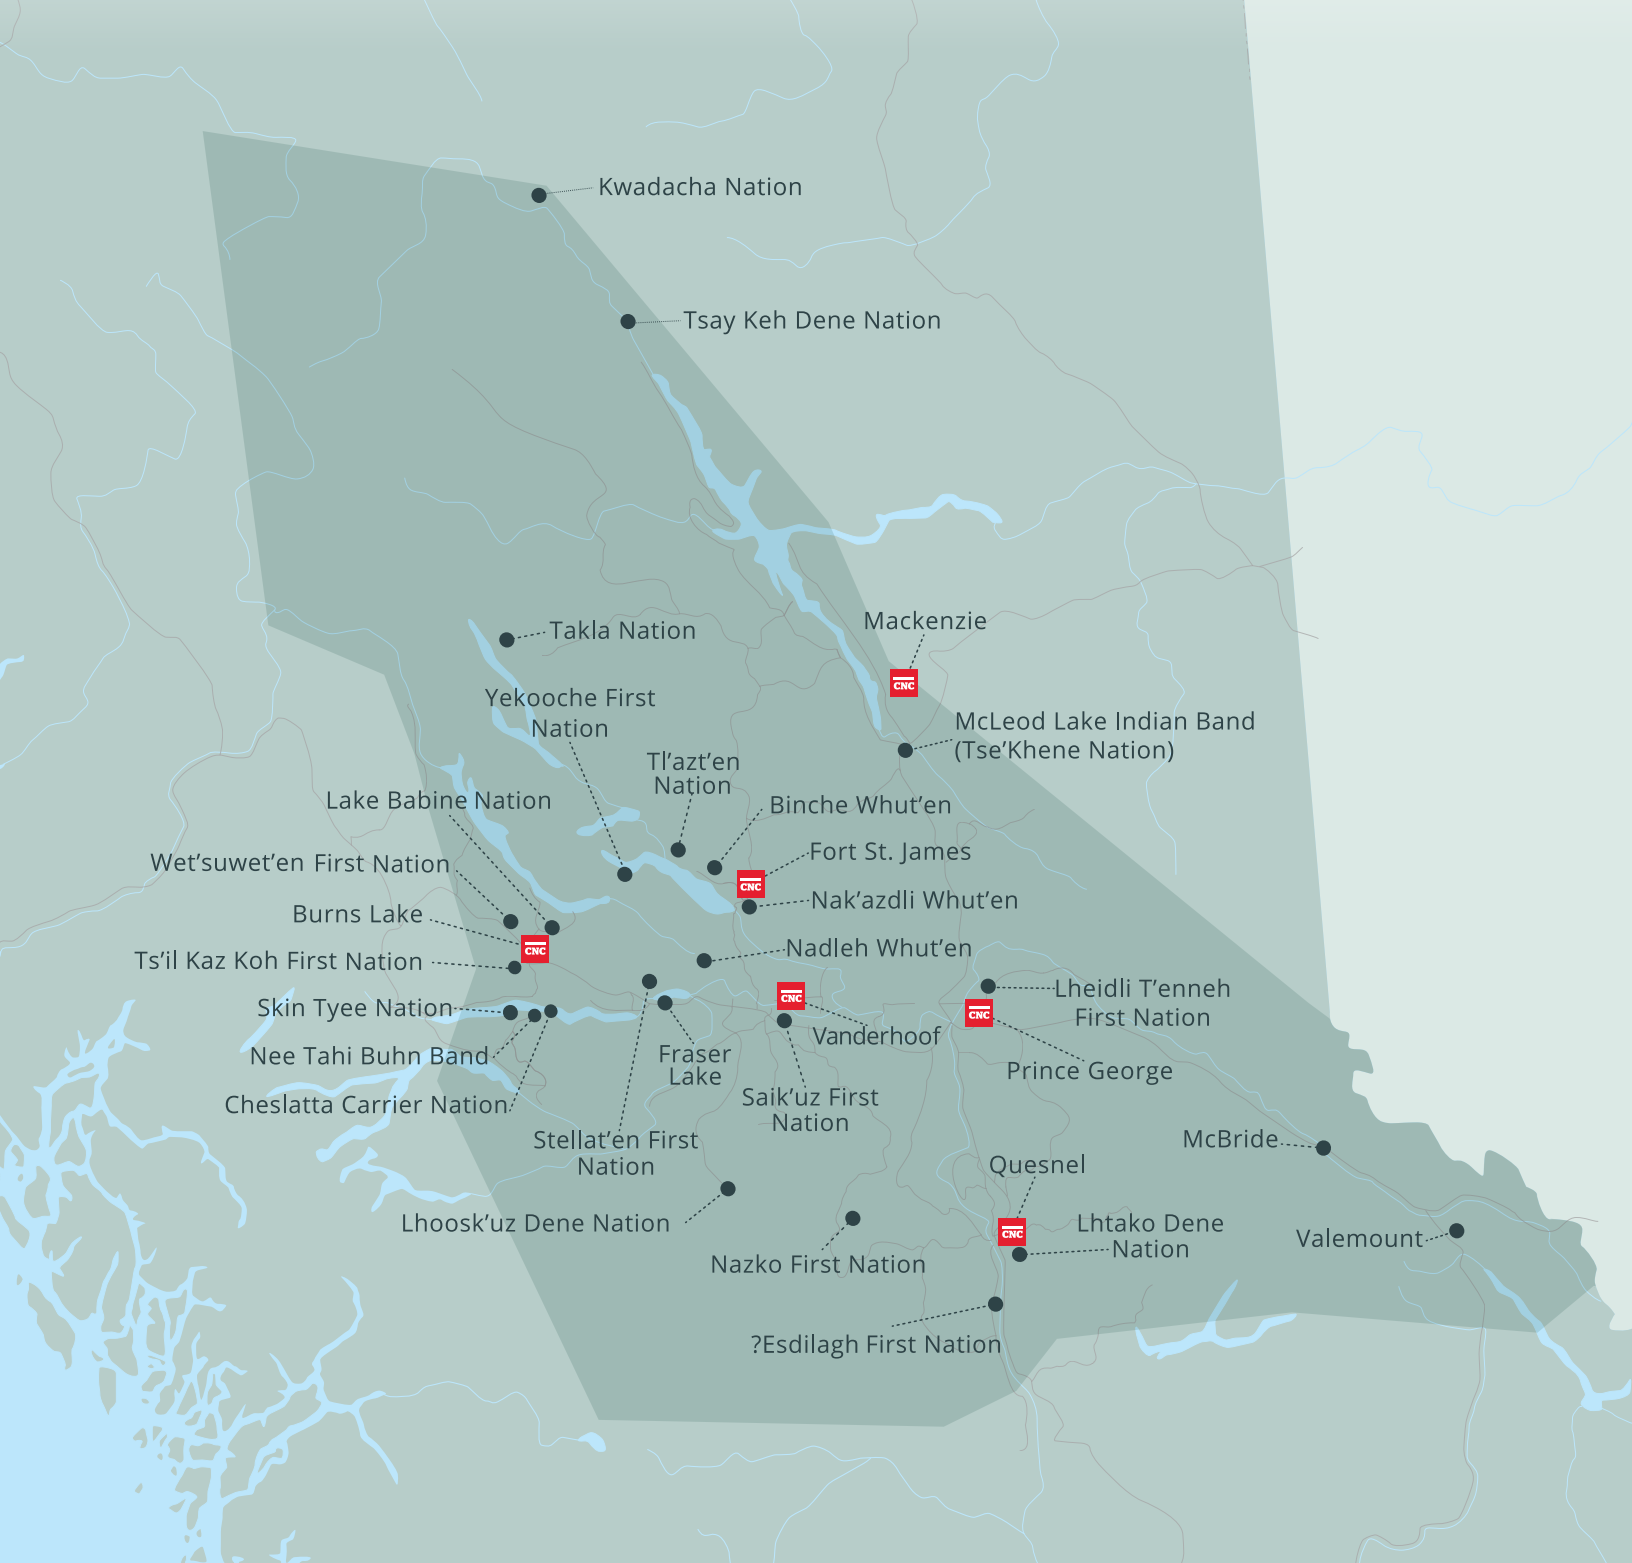 Kwadacha Nation
Tsay Keh Dene Nation
Mackenzie
Takla Nation
CNC
Yekooche First
Nation
McLeod Lake Indian Band
(Tse’Khene Nation)
Tl’azt’en
Nation
Lake Babine Nation
Binche Whut’en
Fort St. James
Wet’suwet’en First Nation
CNC
Nak’azdli Whut’en
Burns Lake
CNC
Nadleh Whut’en
Ts’il Kaz Koh First Nation
CNC
Lheidli T’enneh
First Nation
Skin Tyee Nation
CNC
Vanderhoof
Nee Tahi Buhn Band
Fraser
Lake
Prince George
Cheslatta Carrier Nation
Saik’uz First
Nation
Stellat’en First
Nation
McBride
Quesnel
Lhoosk’uz Dene Nation
CNC
Lhtako Dene
Nation
Valemount
Nazko First Nation
?Esdilagh First Nation